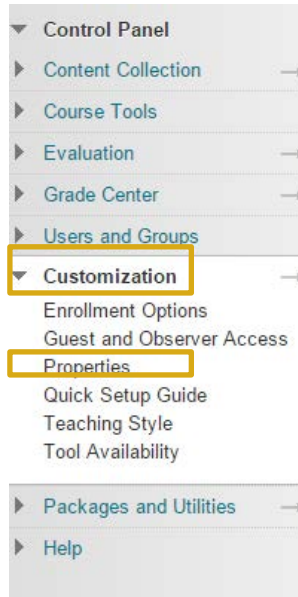 Control Panel
Content Collection
Course Tools
Evaluation
Grade Center
Users and Groups
Customization
Enrollment Options
Guest and Observer Access
Properties
Quick Setup Guide
Teaching Style
Tool Availability
Packages and Utilities
Help